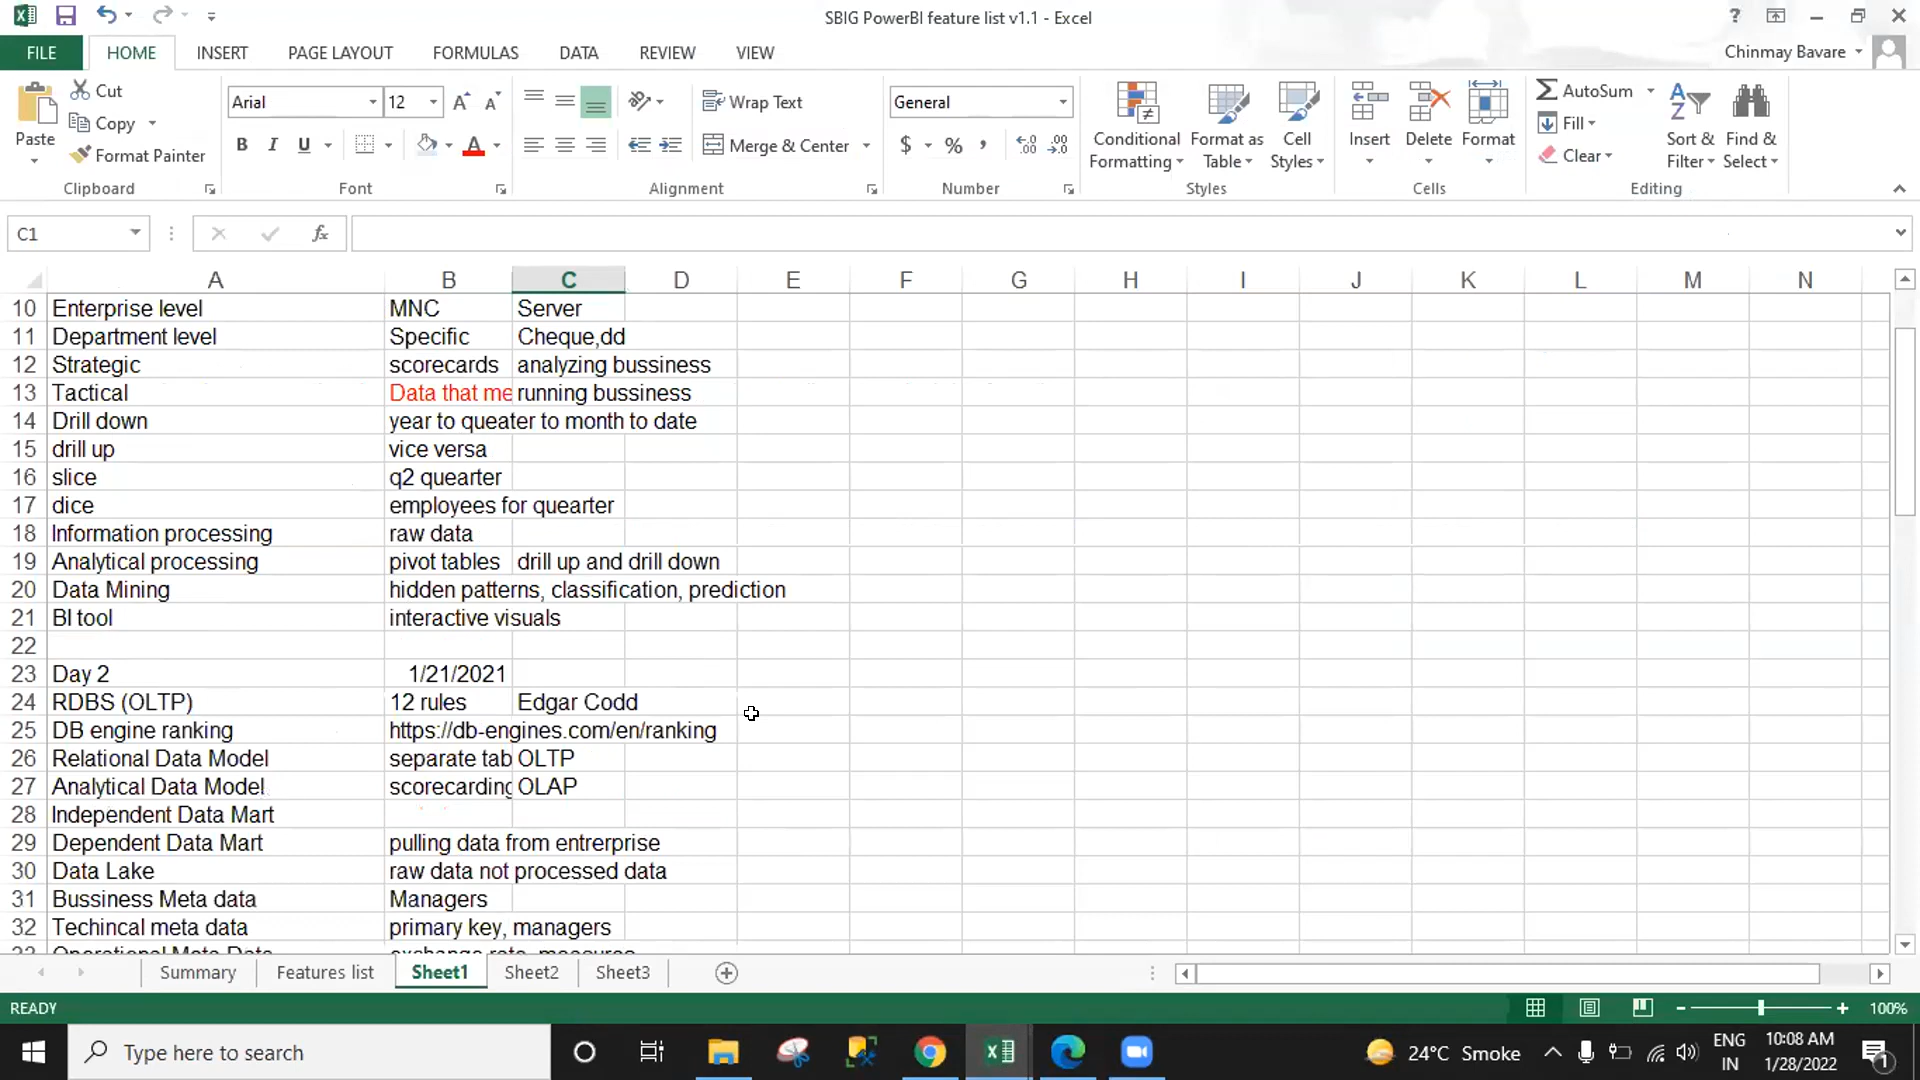 SBIG PowerBI feature list v1.1 - Excel
?
FILE HOME INSERT PAGE LAYOUT FORMULAS DATA REVIEW VIEW Chinmay Bavare
Paste Cut Copy Format Painter Clipboard
Arial 12 B I U A Font
Wrap Text Merge & Center Alignment
General $ % , Number
Conditional Formatting Format as Table Cell Styles Styles
Insert Delete Format Cells
AutoSum Fill Clear Sort & Filter Find & Select Editing
C1 fx
A B C D E F G H I J K L M N
10 Enterprise level MNC Server
11 Department level Specific Cheque,dd
12 Strategic scorecards analyzing bussiness
13 Tactical Data that me running bussiness
14 Drill down year to queater to month to date
15 drill up vice versa
16 slice q2 quearter
17 dice employees for quearter
18 Information processing raw data
19 Analytical processing pivot tables drill up and drill down
20 Data Mining hidden patterns, classification, prediction
21 BI tool interactive visuals
22
23 Day 2 1/21/2021
24 RDBS (OLTP) 12 rules Edgar Codd
25 DB engine ranking https://db-engines.com/en/ranking
26 Relational Data Model separate tab OLTP
27 Analytical Data Model scorecarding OLAP
28 Independent Data Mart
29 Dependent Data Mart pulling data from entrerprise
30 Data Lake raw data not processed data
31 Bussiness Meta data Managers
32 Techincal meta data primary key, managers
33 Operational Meta Data exchange rate, measures
Summary Features list Sheet1 Sheet2 Sheet3
READY 100%
Type here to search 24°C Smoke ENG IN 10:08 AM 1/28/2022 1